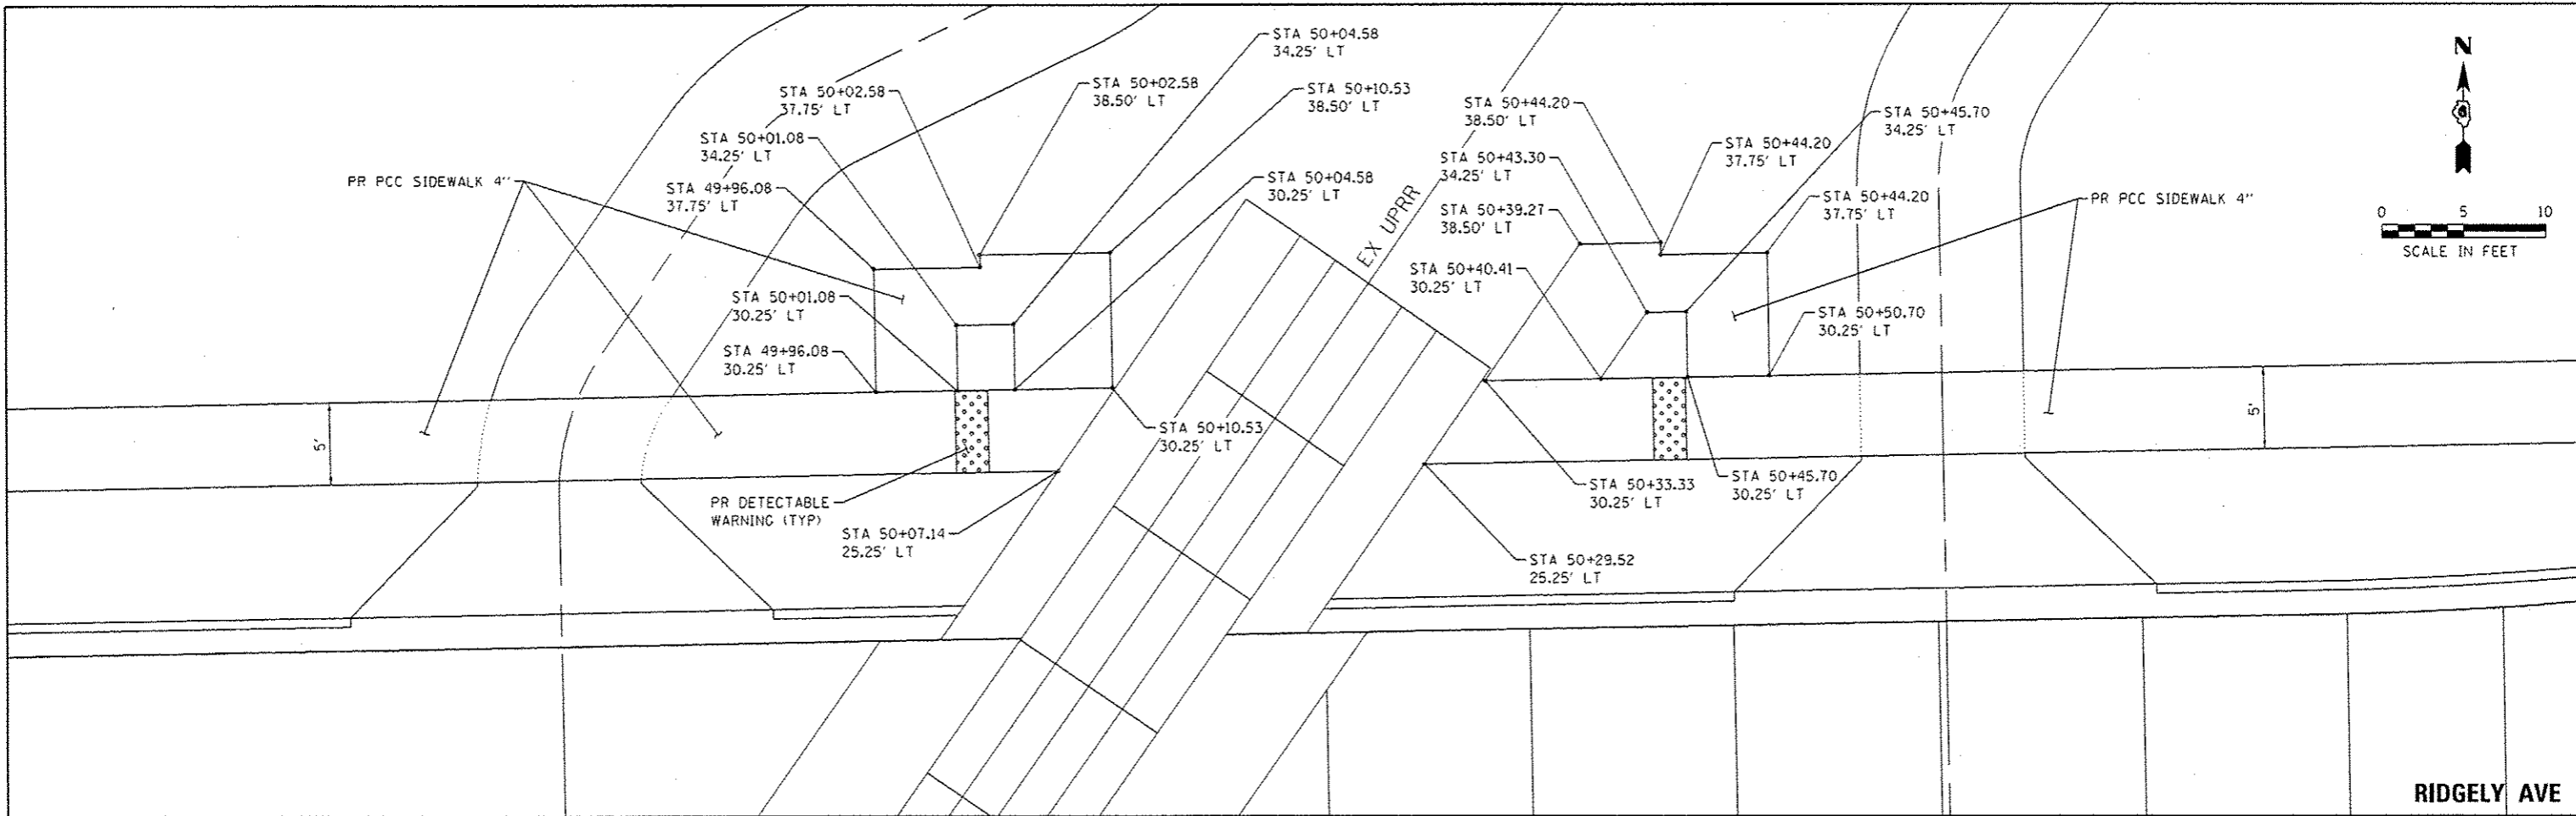 STA 50+04.58
34.25' LT
STA 50+02.58
37.75' LT
STA 50+02.58
38.50' LT
STA 50+10.53
38.50' LT
STA 50+01.08
34.25' LT
PR PCC SIDEWALK 4"
STA 49+96.08
37.75' LT
STA 50+04.58
30.25' LT
STA 50+01.08
30.25' LT
STA 49+96.08
30.25' LT
5'
PR DETECTABLE
WARNING (TYP)
STA 50+07.14
25.25' LT
STA 50+10.53
30.25' LT
EX UPRR
STA 50+44.20
38.50' LT
STA 50+43.30
34.25' LT
STA 50+39.27
38.50' LT
STA 50+40.41
30.25' LT
STA 50+45.70
34.25' LT
STA 50+44.20
37.75' LT
STA 50+44.20
37.75' LT
PR PCC SIDEWALK 4"
STA 50+50.70
30.25' LT
STA 50+33.33
30.25' LT
STA 50+45.70
30.25' LT
STA 50+29.52
25.25' LT
5'
N
0 5 10
SCALE IN FEET
RIDGELY AVE